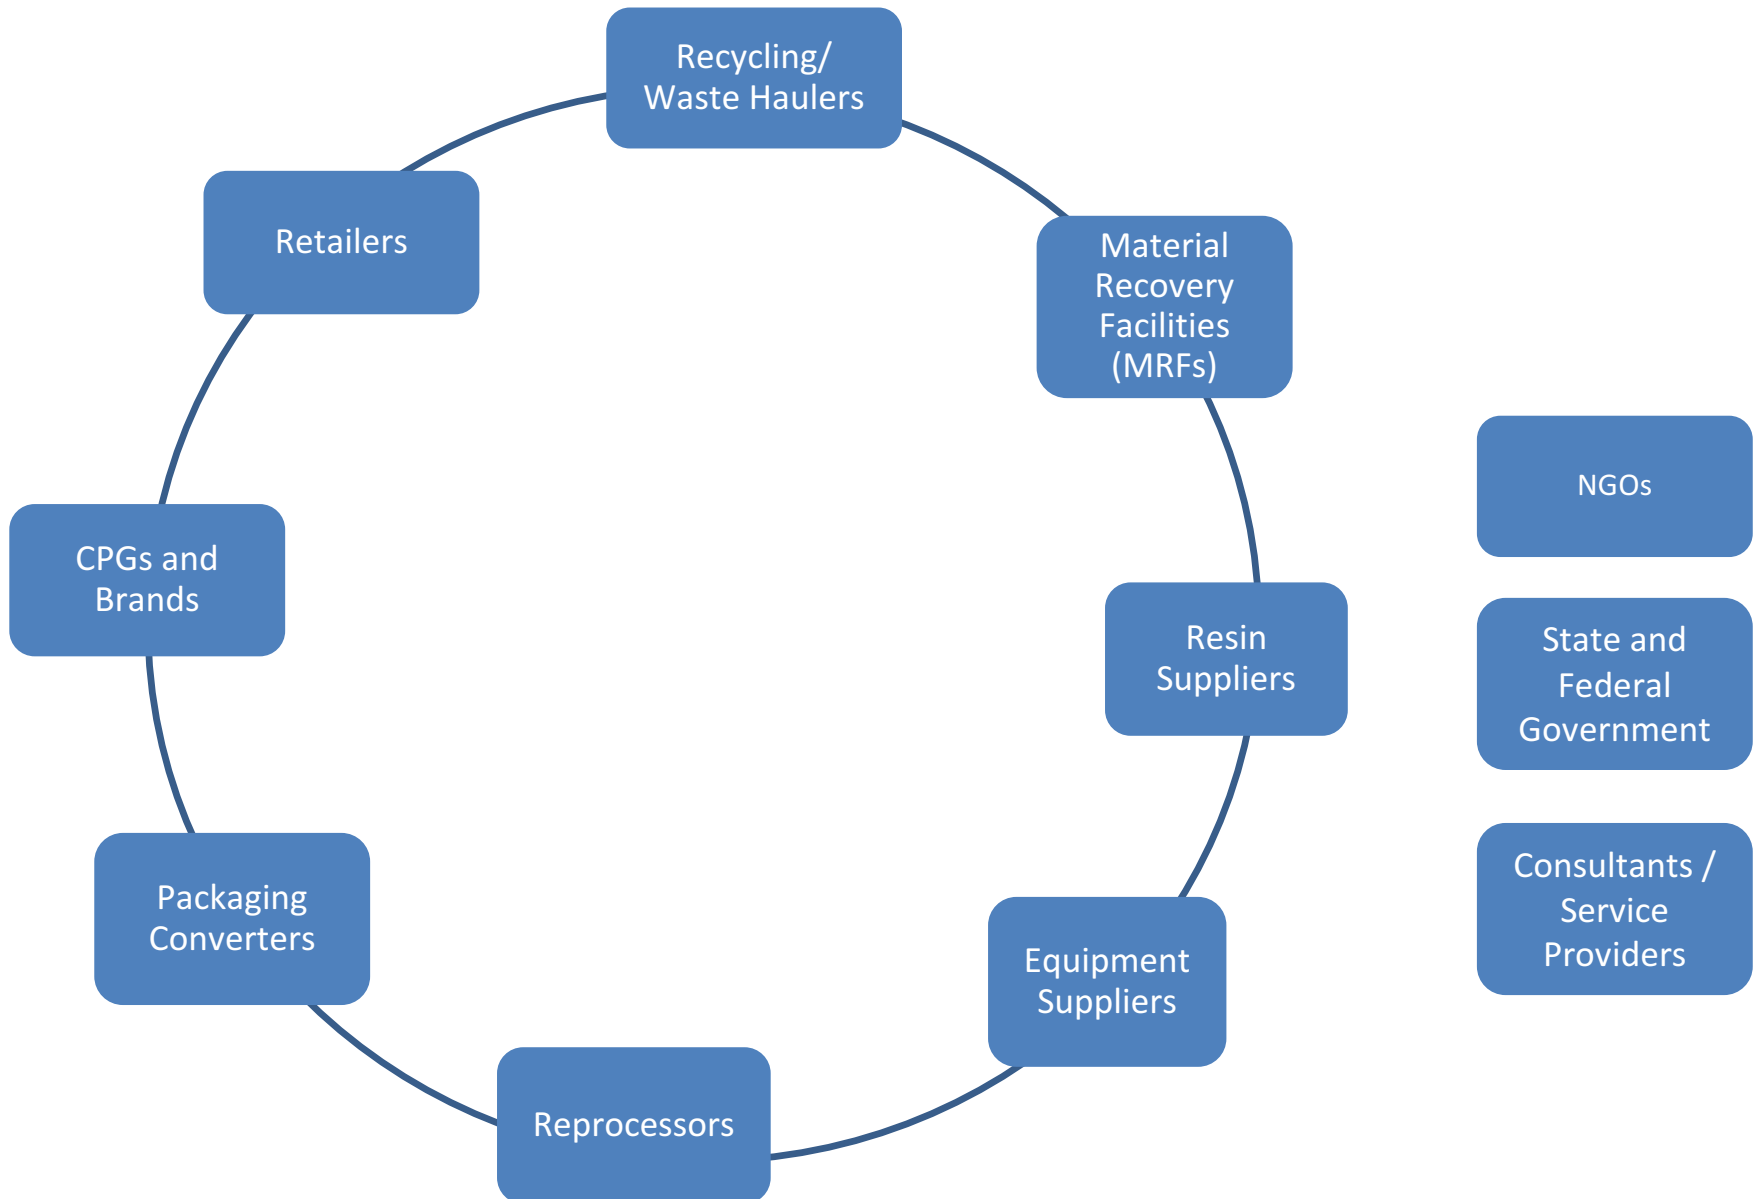 Recycling/
Waste Haulers
Retailers
Material
Recovery
Facilities
(MRFs)
NGOs
CPGs and
Brands
Resin
Suppliers
State and
Federal
Government
Packaging
Converters
Equipment
Suppliers
Consultants /
Service
Providers
Reprocessors